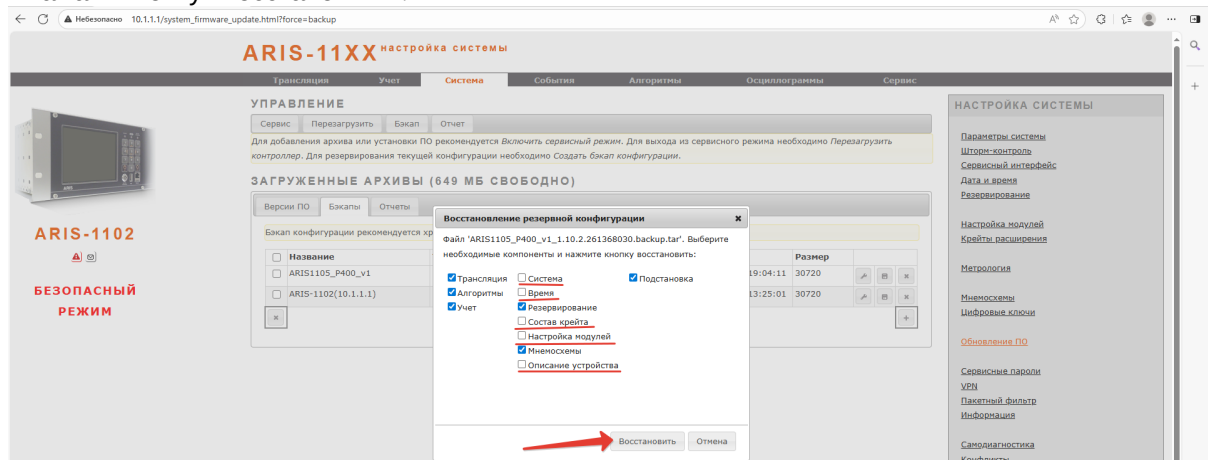 Небезопасно 10.1.1.1/system_firmware_update.html?force=backup
ARIS-11XX настройка системы
Трансляция Учет Система События Алгоритмы Осциллограммы Сервис
УПРАВЛЕНИЕ
Сервис Перезагрузить Бэкап Отчет
Для добавления архива или установки ПО рекомендуется Включить сервисный режим. Для выхода из сервисного режима необходимо Перезагрузить
контроллер. Для резервирования текущей конфигурации необходимо Создать бэкап конфигурации.
ЗАГРУЖЕННЫЕ АРХИВЫ (649 МБ СВОБОДНО)
Версии ПО Бэкапы Отчеты
Бэкап конфигурации рекомендуется хр
Название Размер
ARIS1105_P400_v1 19:04:11 30720
ARIS-1102(10.1.1.1) 13:25:01 30720
ARIS-1102
БЕЗОПАСНЫЙ
РЕЖИМ
Восстановление резервной конфигурации
Файл 'ARIS1105_P400_v1_1.10.2.261368030.backup.tar'. Выберите
необходимые компоненты и нажмите кнопку восстановить:
Трансляция Система Подстановка
Алгоритмы Время
Учет Резервирование
Состав крейта
Настройка модулей
Мнемосхемы
Описание устройства
Восстановить Отмена
НАСТРОЙКА СИСТЕМЫ
Параметры системы
Шторм-контроль
Сервисный интерфейс
Дата и время
Резервирование
Настройка модулей
Крейты расширения
Метрология
Мнемосхемы
Цифровые ключи
Обновление ПО
Сервисные пароли
VPN
Пакетный фильтр
Информация
Самодиагностика
Конфликты